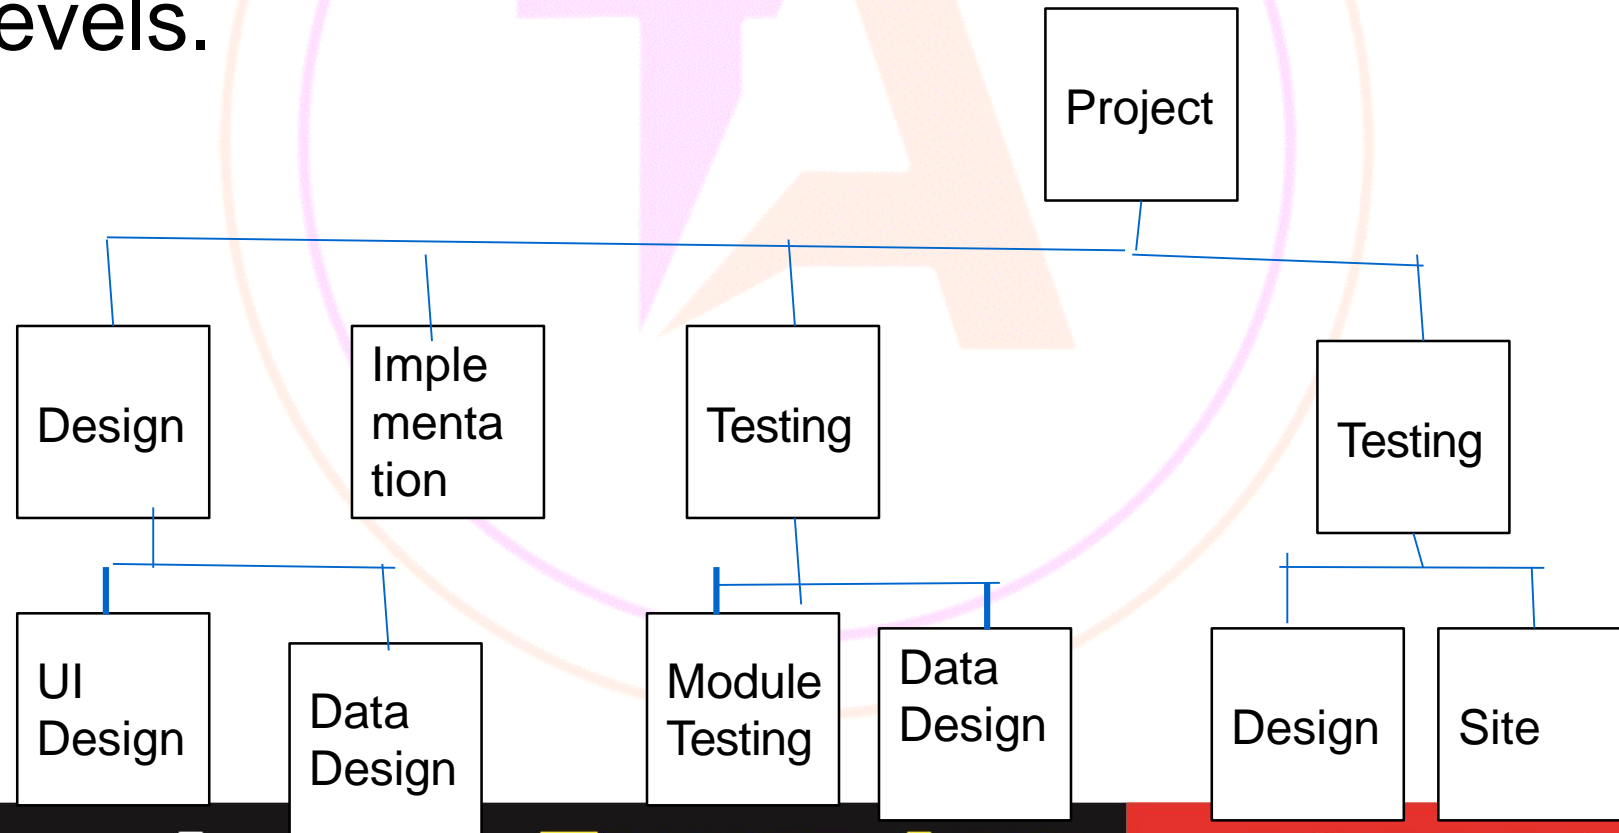 evels.
Project
Design
Imple
menta
tion
Testing
Testing
UI
Design
Data
Design
Module
Testing
Data
Design
Design
Site